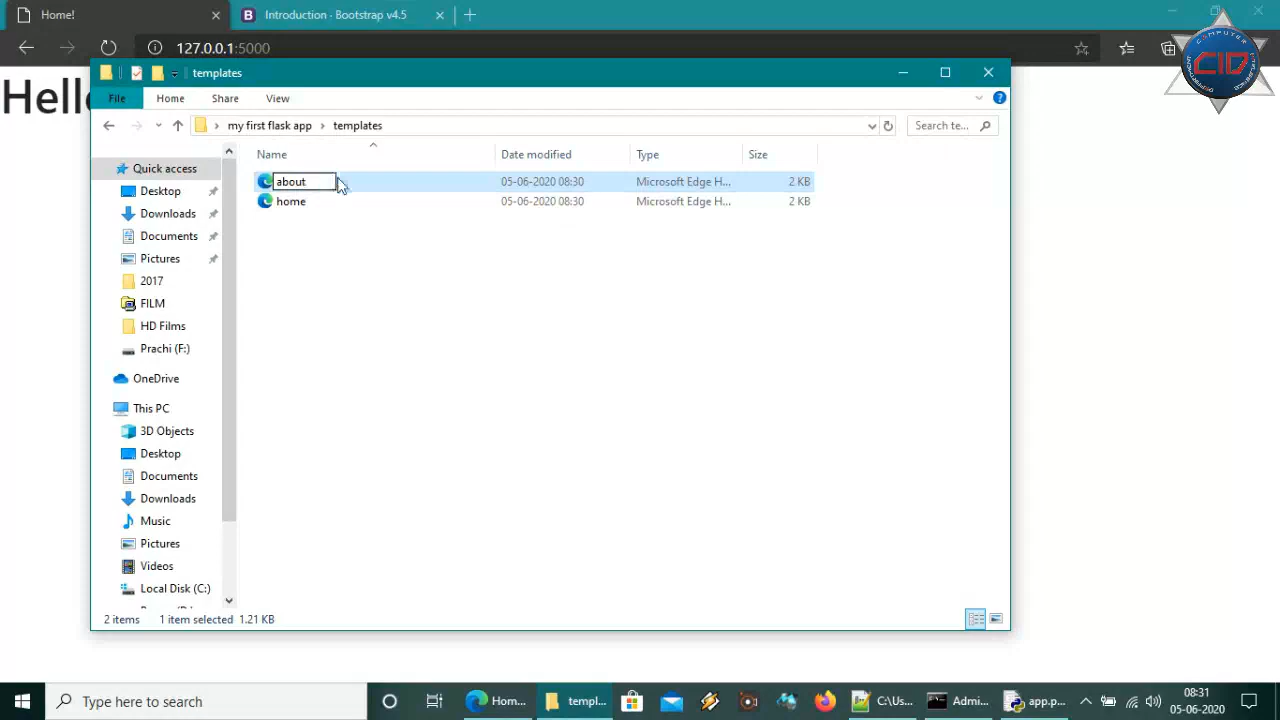 Home!
Introduction · Bootstrap v4.5
127.0.0.1:5000
COMPUTER
CID
Hello
templates
File
Home
Share
View
my first flask app
templates
Search te...
Name
Date modified
Type
Size
Quick access
about
05-06-2020 08:30
Microsoft Edge H...
2 KB
Desktop
home
05-06-2020 08:30
Microsoft Edge H...
2 KB
Downloads
Documents
Pictures
2017
FILM
HD Films
Prachi (F:)
OneDrive
This PC
3D Objects
Desktop
Documents
Downloads
Music
Pictures
Videos
Local Disk (C:)
2 items
1 item selected 1.21 KB
Type here to search
Hom...
templ...
C:\Us...
Admi...
app.p...
08:31
05-06-2020